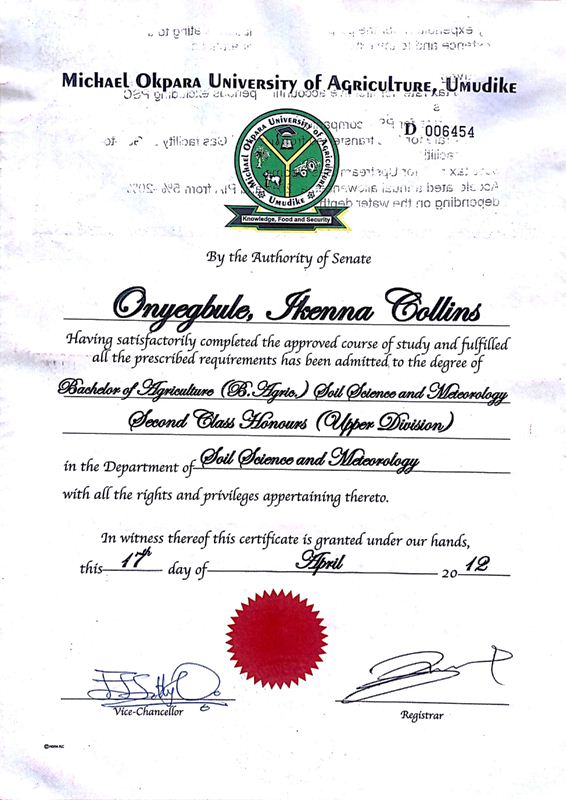 Michael Okpara University of Agriculture, Umudike
D 006454
Michael Okpara University of Agriculture
Umudike
Knowledge, Food and Security
By the Authority of Senate
Onyegbule, Ikenna Collins
Having satisfactorily completed the approved course of study and fulfilled
all the prescribed requirements has been admitted to the degree of
Bachelor of Agriculture (B.Agric.) Soil Science and Meteorology
Second Class Honours (Upper Division)
in the Department of Soil Science and Meteorology
with all the rights and privileges appertaining thereto.
In witness thereof this certificate is granted under our hands,
this 17th day of April 2012
Vice-Chancellor
Registrar